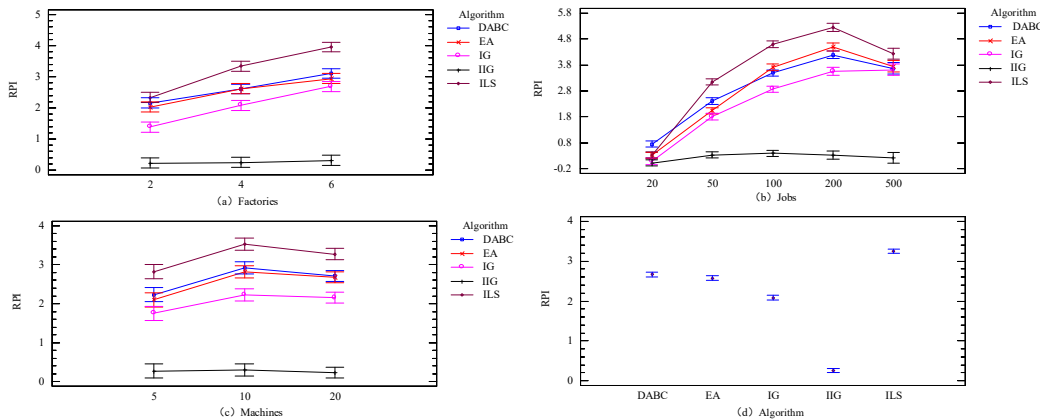 Algorithm
DABC
EA
IG
IIG
ILS
5
4
3
2
1
0
RPI
2
4
6
(a) Factories
Algorithm
DABC
EA
IG
IIG
ILS
5.8
4.8
3.8
2.8
1.8
0.8
-0.2
RPI
20
50
100
200
500
(b) Jobs
Algorithm
DABC
EA
IG
IIG
ILS
4
3
2
1
0
RPI
5
10
20
(c) Machines
4
3
2
1
0
RPI
DABC
EA
IG
IIG
ILS
(d) Algorithm